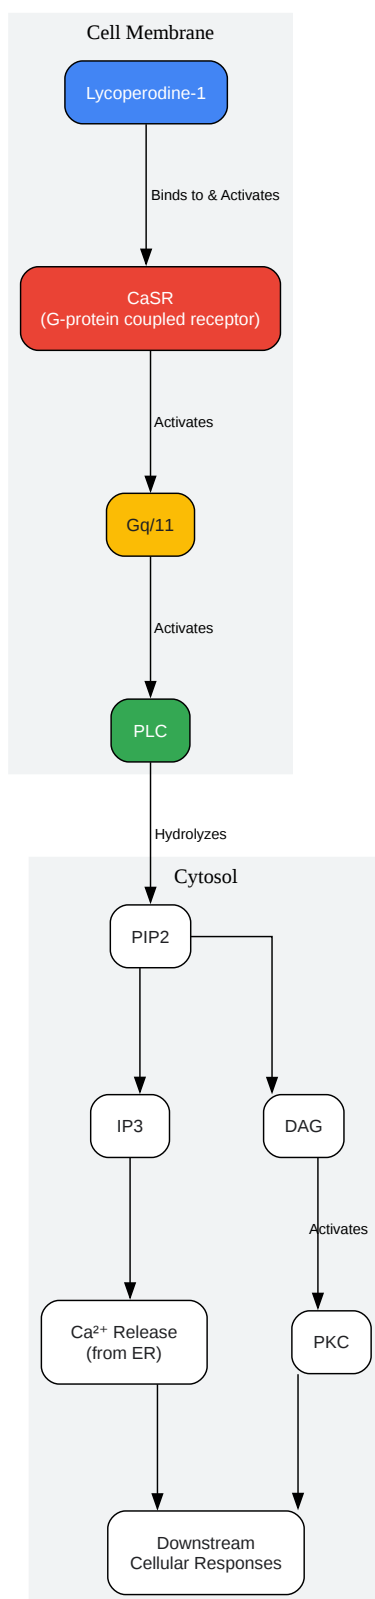 Cell Membrane
Lycoperodine-1
Binds to & Activates
CaSR
(G-protein coupled receptor)
Activates
Gq/11
Activates
PLC
Hydrolyzes
Cytosol
PIP2
IP3
DAG
Activates
Ca²⁺ Release
(from ER)
PKC
Downstream
Cellular Responses